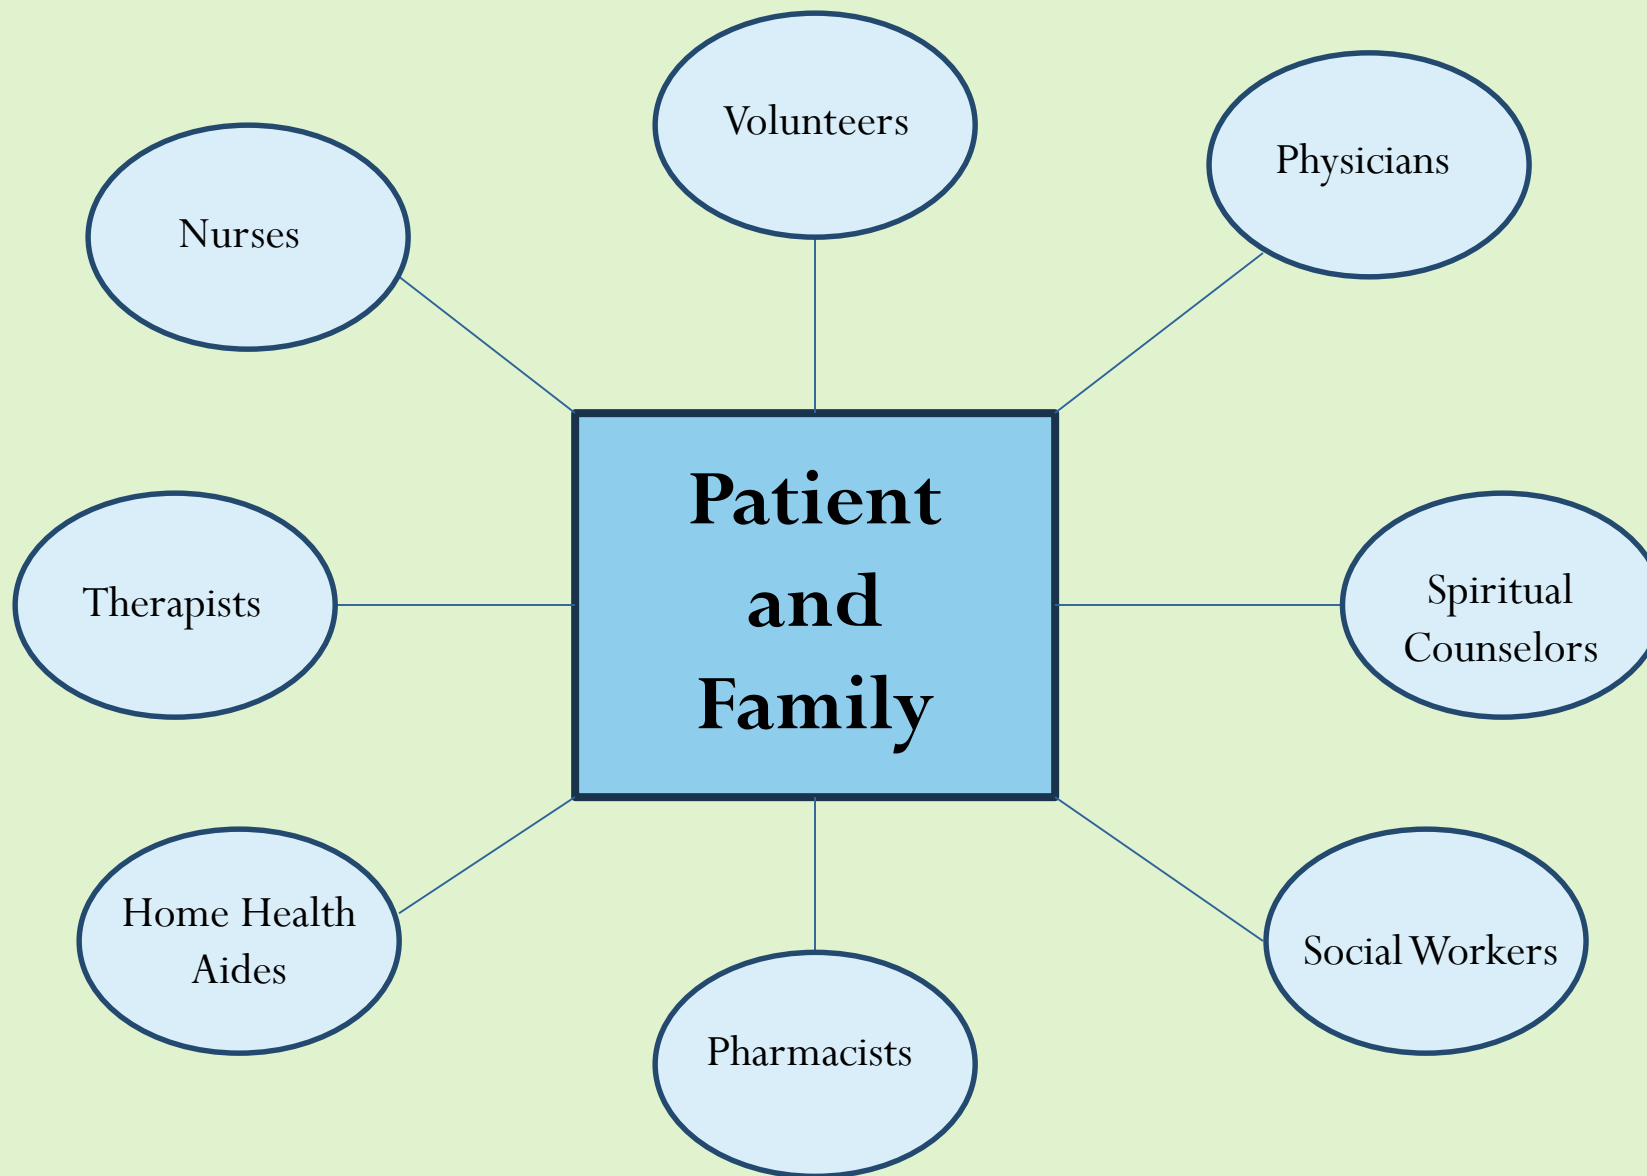 Volunteers
Physicians
Nurses
Patient
and
Family
Therapists
Spiritual
Counselors
Home Health
Aides
Social Workers
Pharmacists